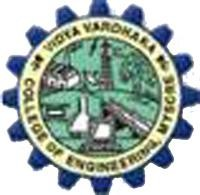 VIDYA VARDHAKA
COLLEGE OF ENGINEERING, MYSORE